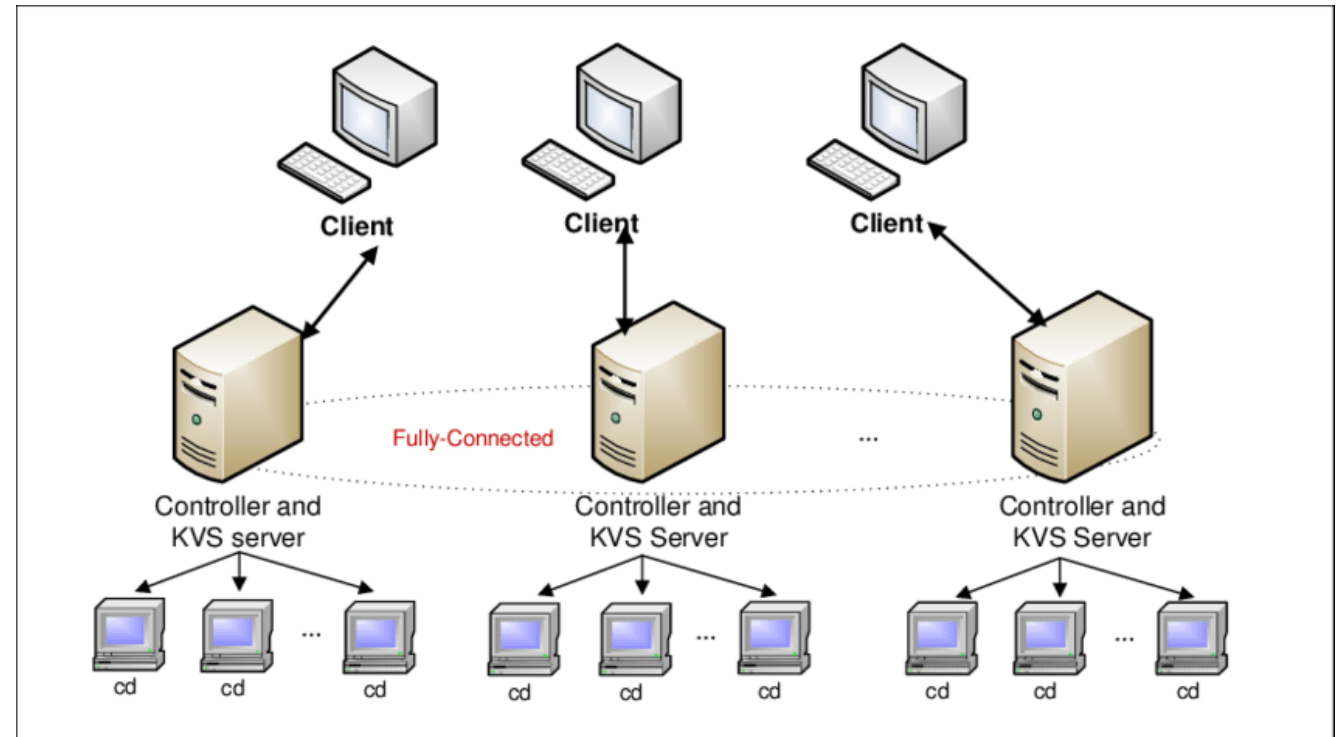 Client
Client
Client
Fully-Connected
...
Controller and
KVS server
Controller and
KVS Server
Controller and
KVS Server
...
...
...
cd
cd
cd
cd
cd
cd
cd
cd
cd